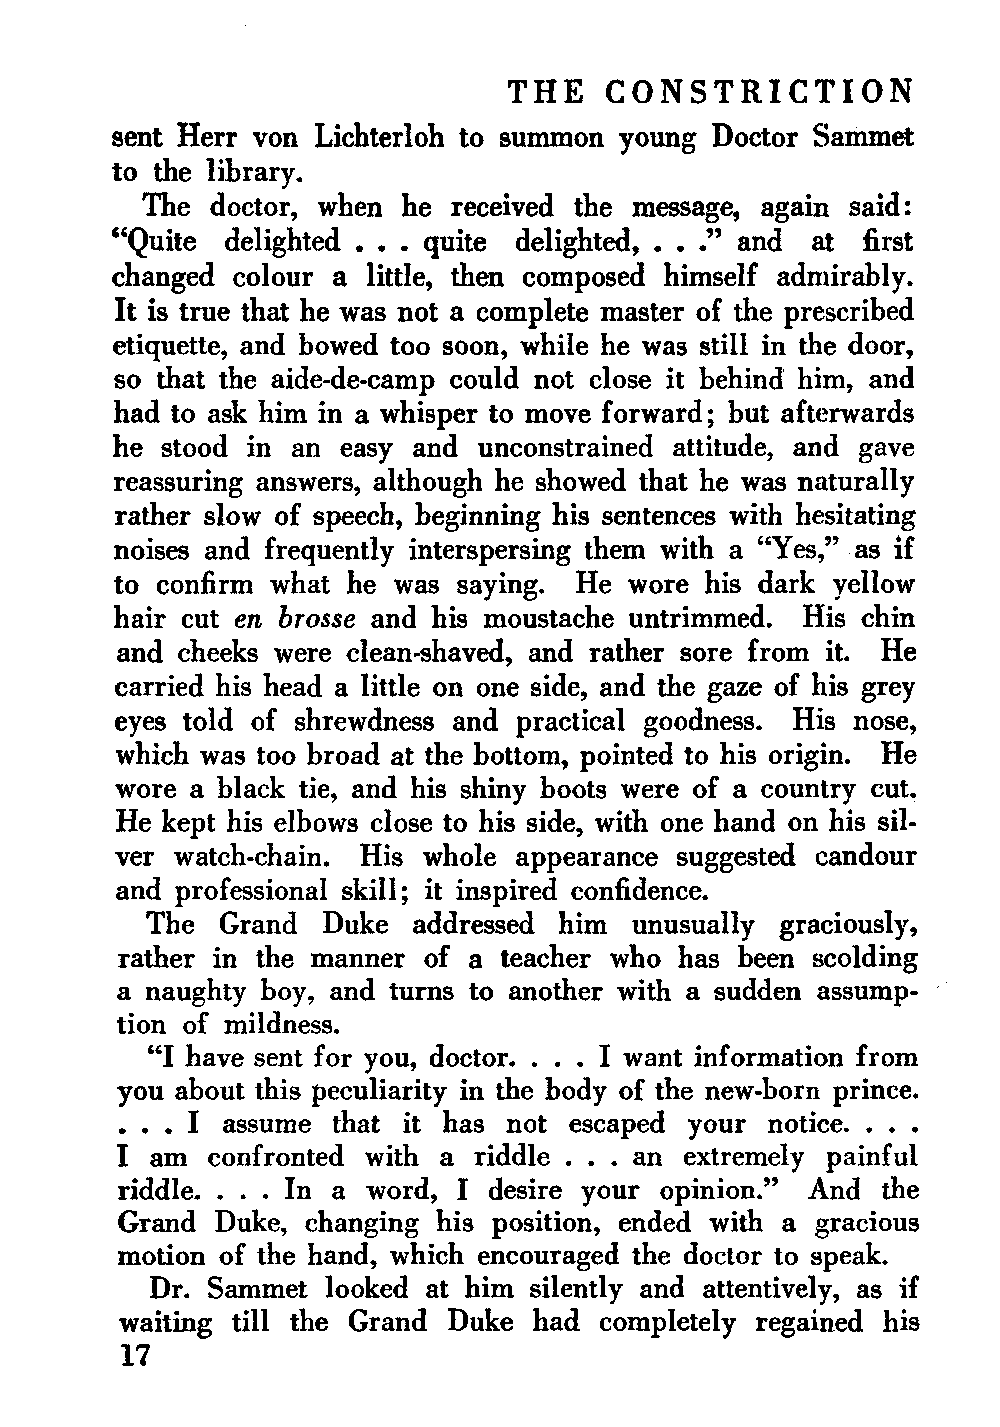 THE CONSTRICTION
sent Herr von Lichterloh to summon young Doctor Sammet
to the library.
The doctor, when he received the message, again said:
“Quite delighted . . . quite delighted, . . .” and at first
changed colour a little, then composed himself admirably.
It is true that he was not a complete master of the prescribed
etiquette, and bowed too soon, while he was still in the door,
so that the aide-de-camp could not close it behind him, and
had to ask him in a whisper to move forward; but afterwards
he stood in an easy and unconstrained attitude, and gave
reassuring answers, although he showed that he was naturally
rather slow of speech, beginning his sentences with hesitating
noises and frequently interspersing them with a “Yes,” as if
to confirm what he was saying. He wore his dark yellow
hair cut en brosse and his moustache untrimmed. His chin
and cheeks were clean-shaved, and rather sore from it. He
carried his head a little on one side, and the gaze of his grey
eyes told of shrewdness and practical goodness. His nose,
which was too broad at the bottom, pointed to his origin. He
wore a black tie, and his shiny boots were of a country cut.
He kept his elbows close to his side, with one hand on his sil-
ver watch-chain. His whole appearance suggested candour
and professional skill; it inspired confidence.
The Grand Duke addressed him unusually graciously,
rather in the manner of a teacher who has been scolding
a naughty boy, and turns to another with a sudden assump-
tion of mildness.
“I have sent for you, doctor. . . . I want information from
you about this peculiarity in the body of the new-born prince.
. . . I assume that it has not escaped your notice. . . .
I am confronted with a riddle . . . an extremely painful
riddle. . . . In a word, I desire your opinion.” And the
Grand Duke, changing his position, ended with a gracious
motion of the hand, which encouraged the doctor to speak.
Dr. Sammet looked at him silently and attentively, as if
waiting till the Grand Duke had completely regained his
17